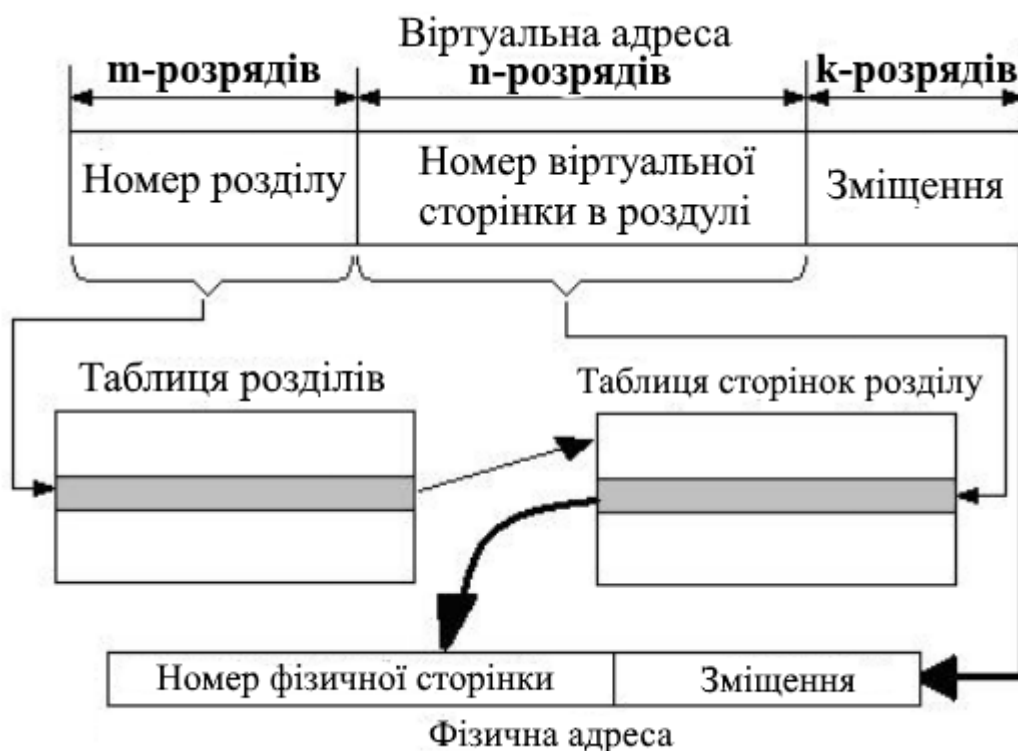 Віртуальна адреса
m-розрядів n-розрядів k-розрядів
Номер розділу
Номер віртуальної
сторінки в роздулі
Зміщення
Таблиця розділів
Таблиця сторінок розділу
Номер фізичної сторінки
Зміщення
Фізична адреса